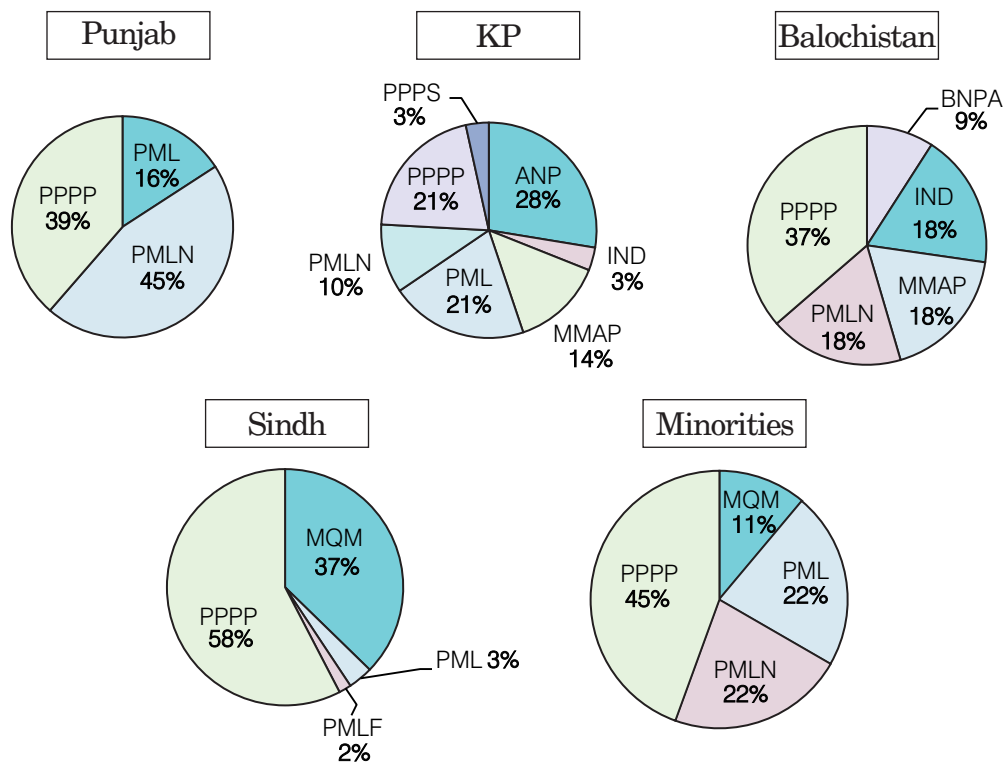 Punjab
PML
16%
PMLN
45%
PPPP
39%
KP
PPPS
3%
ANP
28%
IND
3%
MMAP
14%
PML
21%
PMLN
10%
PPPP
21%
Balochistan
BNPA
9%
IND
18%
MMAP
18%
PMLN
18%
PPPP
37%
Sindh
MQM
37%
PML 3%
PMLF
2%
PPPP
58%
Minorities
MQM
11%
PML
22%
PMLN
22%
PPPP
45%